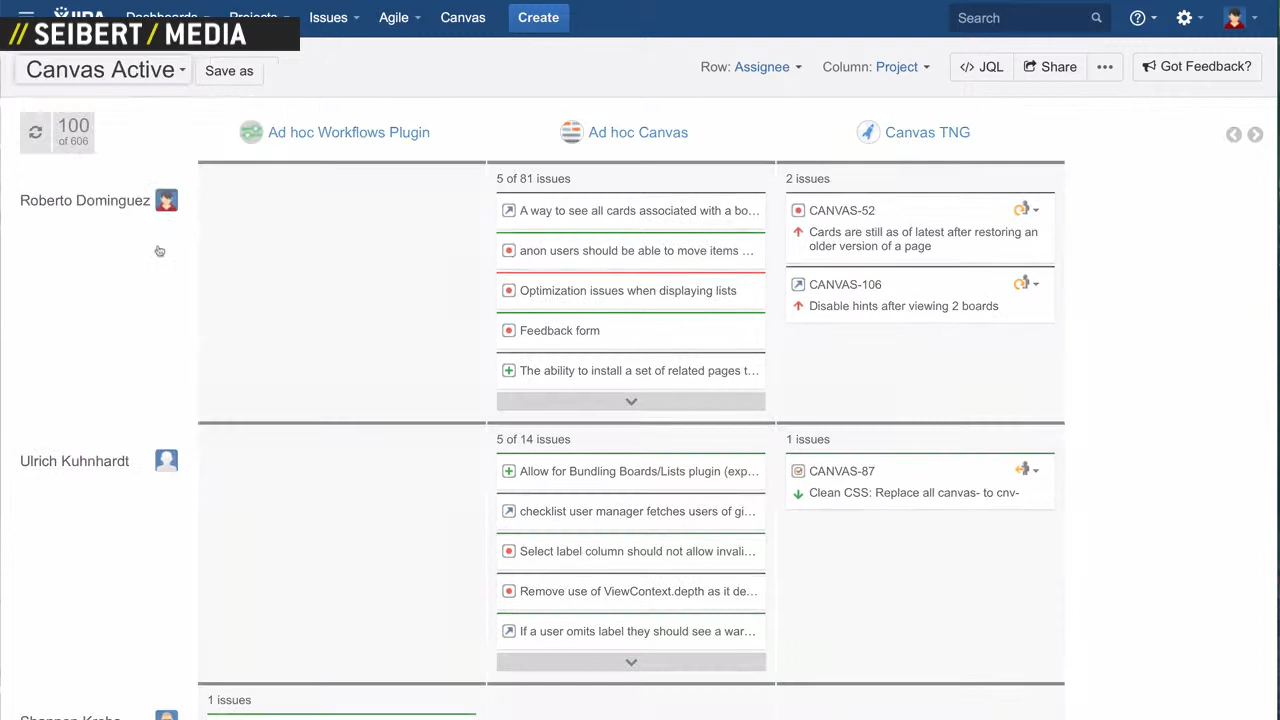 Dashboards Projects Issues Agile Canvas Create Search
// SEIBERT / MEDIA
Canvas Active Save as Row: Assignee Column: Project </> JQL Share ••• Got Feedback?
100
of 606
Ad hoc Workflows Plugin Ad hoc Canvas Canvas TNG
Roberto Dominguez
5 of 81 issues
A way to see all cards associated with a bo...
anon users should be able to move items ...
Optimization issues when displaying lists
Feedback form
The ability to install a set of related pages t...
2 issues
CANVAS-52
Cards are still as of latest after restoring an
older version of a page
CANVAS-106
Disable hints after viewing 2 boards
Ulrich Kuhnhardt
5 of 14 issues
Allow for Bundling Boards/Lists plugin (exp...
checklist user manager fetches users of gi...
Select label column should not allow invali...
Remove use of ViewContext.depth as it de...
If a user omits label they should see a war...
1 issues
CANVAS-87
Clean CSS: Replace all canvas- to cnv-
1 issues